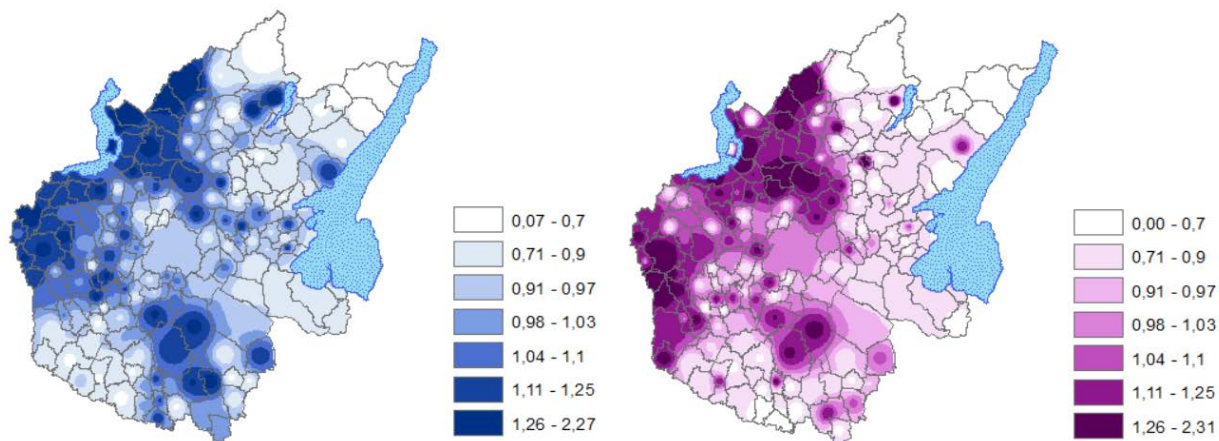 0,07 - 0,7
0,71 - 0,9
0,91 - 0,97
0,98 - 1,03
1,04 - 1,1
1,11 - 1,25
1,26 - 2,27
0,00 - 0,7
0,71 - 0,9
0,91 - 0,97
0,98 - 1,03
1,04 - 1,1
1,11 - 1,25
1,26 - 2,31